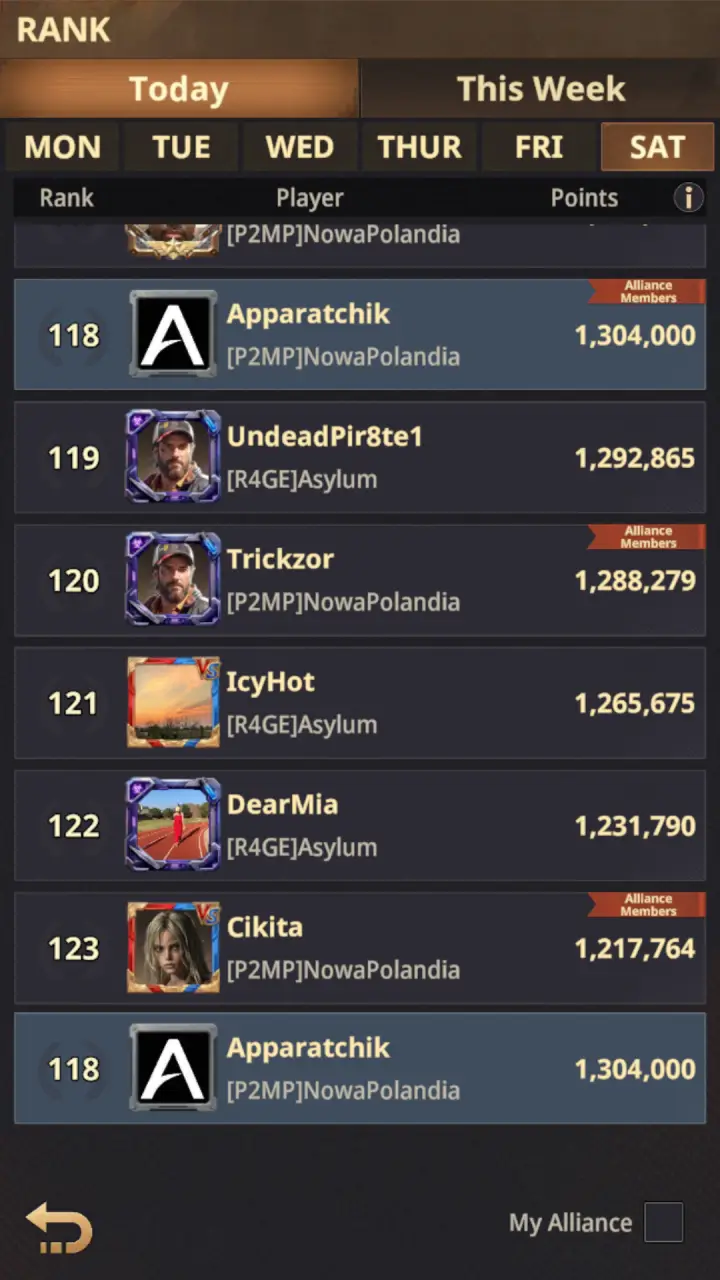 RANK
Today
This Week
MON
TUE
WED
THUR
FRI
SAT
Rank
Player
Points
i
[P2MP]NowaPolandia
Alliance
Members
118
Apparatchik
1,304,000
[P2MP]NowaPolandia
119
UndeadPir8te1
1,292,865
[R4GE]Asylum
Alliance
Members
120
Trickzor
1,288,279
[P2MP]NowaPolandia
VS
121
IcyHot
1,265,675
[R4GE]Asylum
122
DearMia
1,231,790
[R4GE]Asylum
Alliance
Members
VS
123
Cikita
1,217,764
[P2MP]NowaPolandia
118
Apparatchik
1,304,000
[P2MP]NowaPolandia
My Alliance